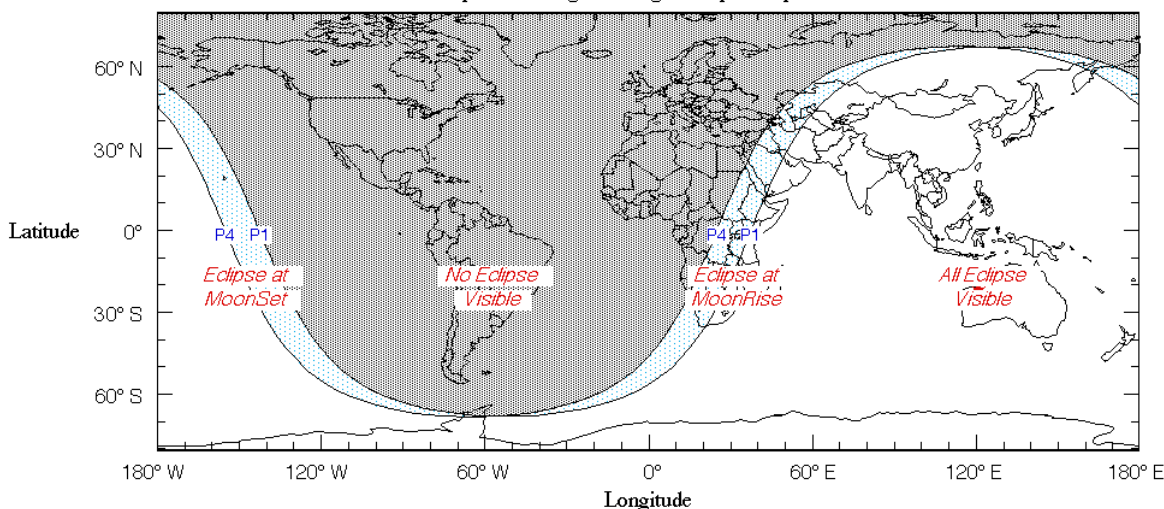 60° N
30° N
Latitude
0°
30° S
60° S
P4 P1
P4 P1
Eclipse at
MoonSet
No Eclipse
Visible
Eclipse at
MoonRise
All Eclipse
Visible
180° W 120° W 60° W 0° 60° E 120° E 180° E
Longitude